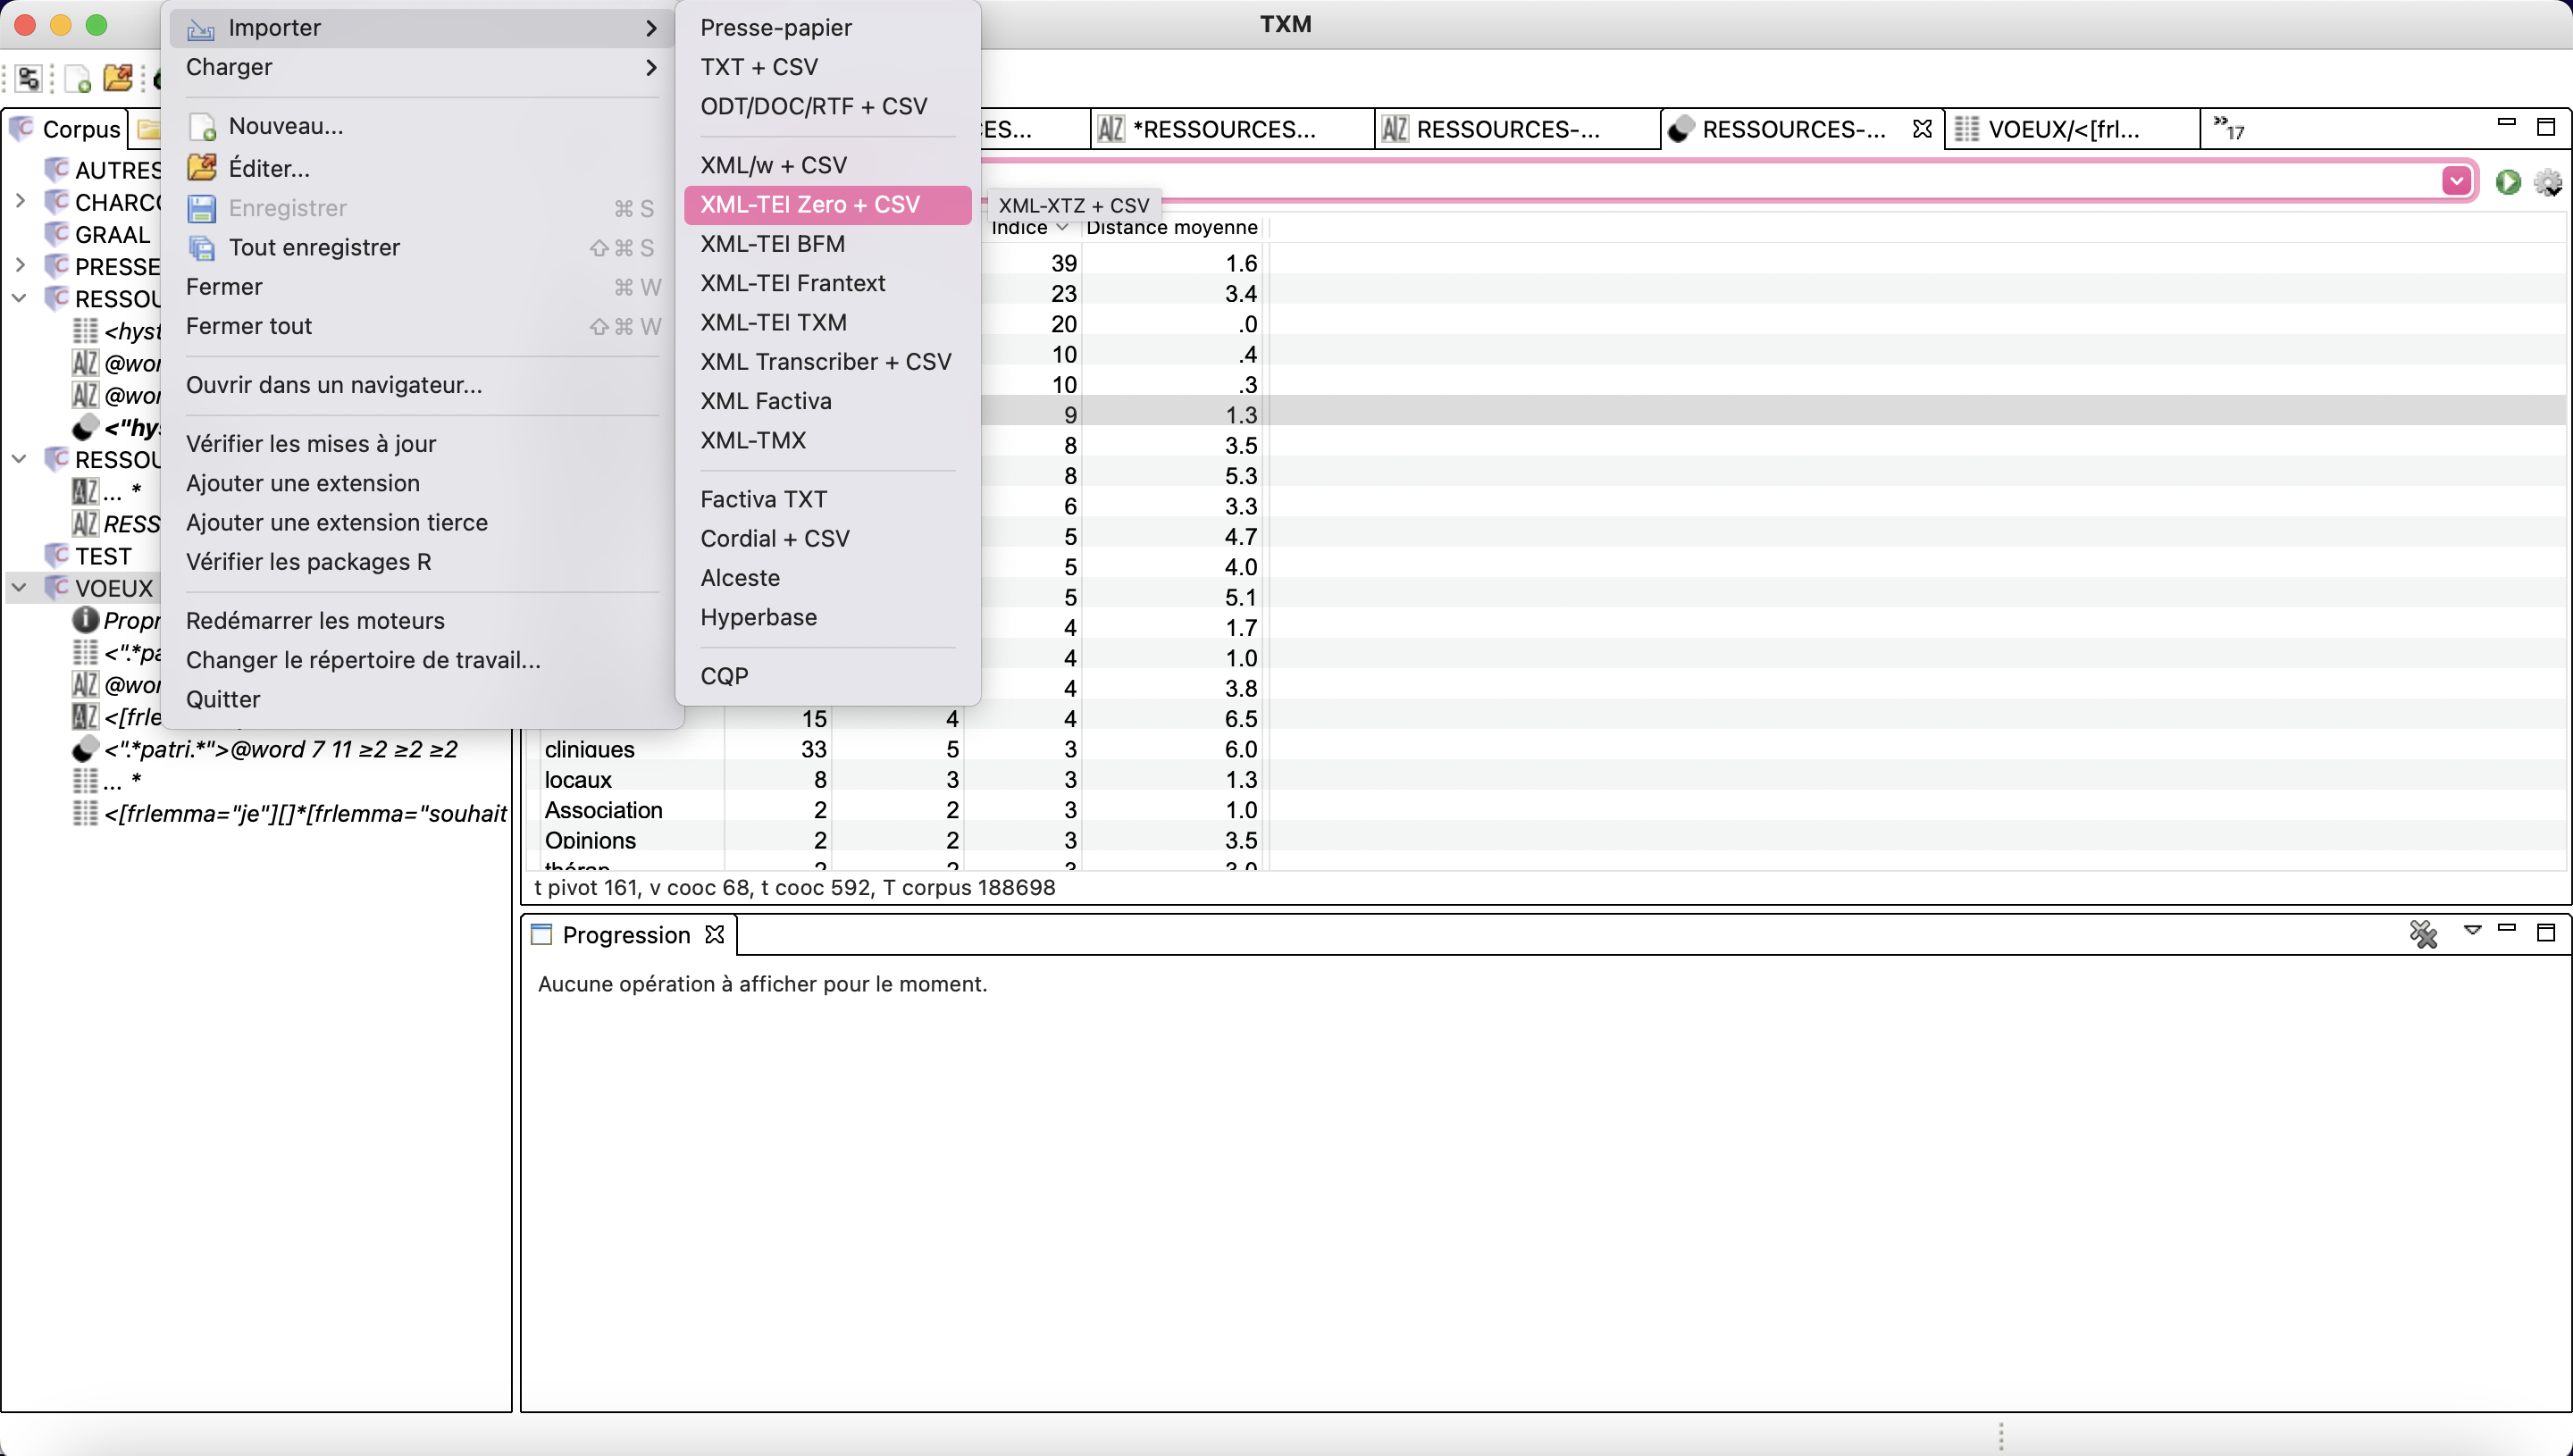 TXM
Importer
Charger
Nouveau...
Éditer...
Enregistrer ⌘ S
Tout enregistrer ⇧ ⌘ S
Fermer ⌘ W
Fermer tout ⇧ ⌘ W
Ouvrir dans un navigateur...
Vérifier les mises à jour
Ajouter une extension
Ajouter une extension tierce
Vérifier les packages R
Redémarrer les moteurs
Changer le répertoire de travail...
Quitter
Presse-papier
TXT + CSV
ODT/DOC/RTF + CSV
XML/w + CSV
XML-TEI Zero + CSV
XML-TEI BFM
XML-TEI Frantext
XML-TEI TXM
XML Transcriber + CSV
XML Factiva
XML-TMX
Factiva TXT
Cordial + CSV
Alceste
Hyperbase
CQP
XML-XTZ + CSV
Corpus
AUTRES
CHARCO
GRAAL
PRESSE
RESSOU
<hyst
@wor
@wor
<"hys
RESSOU
... *
RESS
TEST
VOEUX
Propr
<".*pa
@wor
<[frle
<".*patri.*">@word 7 11 ≥2 ≥2 ≥2
... *
<[frlemma="je"][]*[frlemma="souhait
ES...
*RESSOURCES...
RESSOURCES-...
RESSOURCES-...
VOEUX/<[frl...
»17
Indice Distance moyenne
39 1.6
23 3.4
20 .0
10 .4
10 .3
9 1.3
8 3.5
8 5.3
6 3.3
5 4.7
5 4.0
5 5.1
4 1.7
4 1.0
4 3.8
15 4 4 6.5
cliniques 33 5 3 6.0
locaux 8 3 3 1.3
Association 2 2 3 1.0
Opinions 2 2 3 3.5
thérap 2 2 3 3.0
t pivot 161, v cooc 68, t cooc 592, T corpus 188698
Progression
Aucune opération à afficher pour le moment.